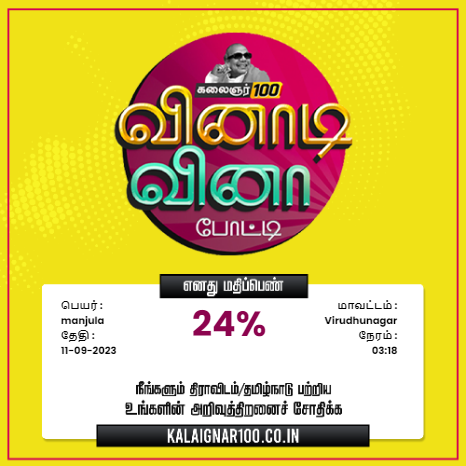 கலைஞர் 100
வினாடி
வினா
போட்டி
எனது மதிப்பெண்
பெயர் :
manjula
தேதி :
11-09-2023
24%
மாவட்டம் :
Virudhunagar
நேரம் :
03:18
நீங்களும் திராவிடம்/தமிழ்நாடு பற்றிய
உங்களின் அறிவுத்திறனைச் சோதிக்க
KALAIGNAR100.CO.IN